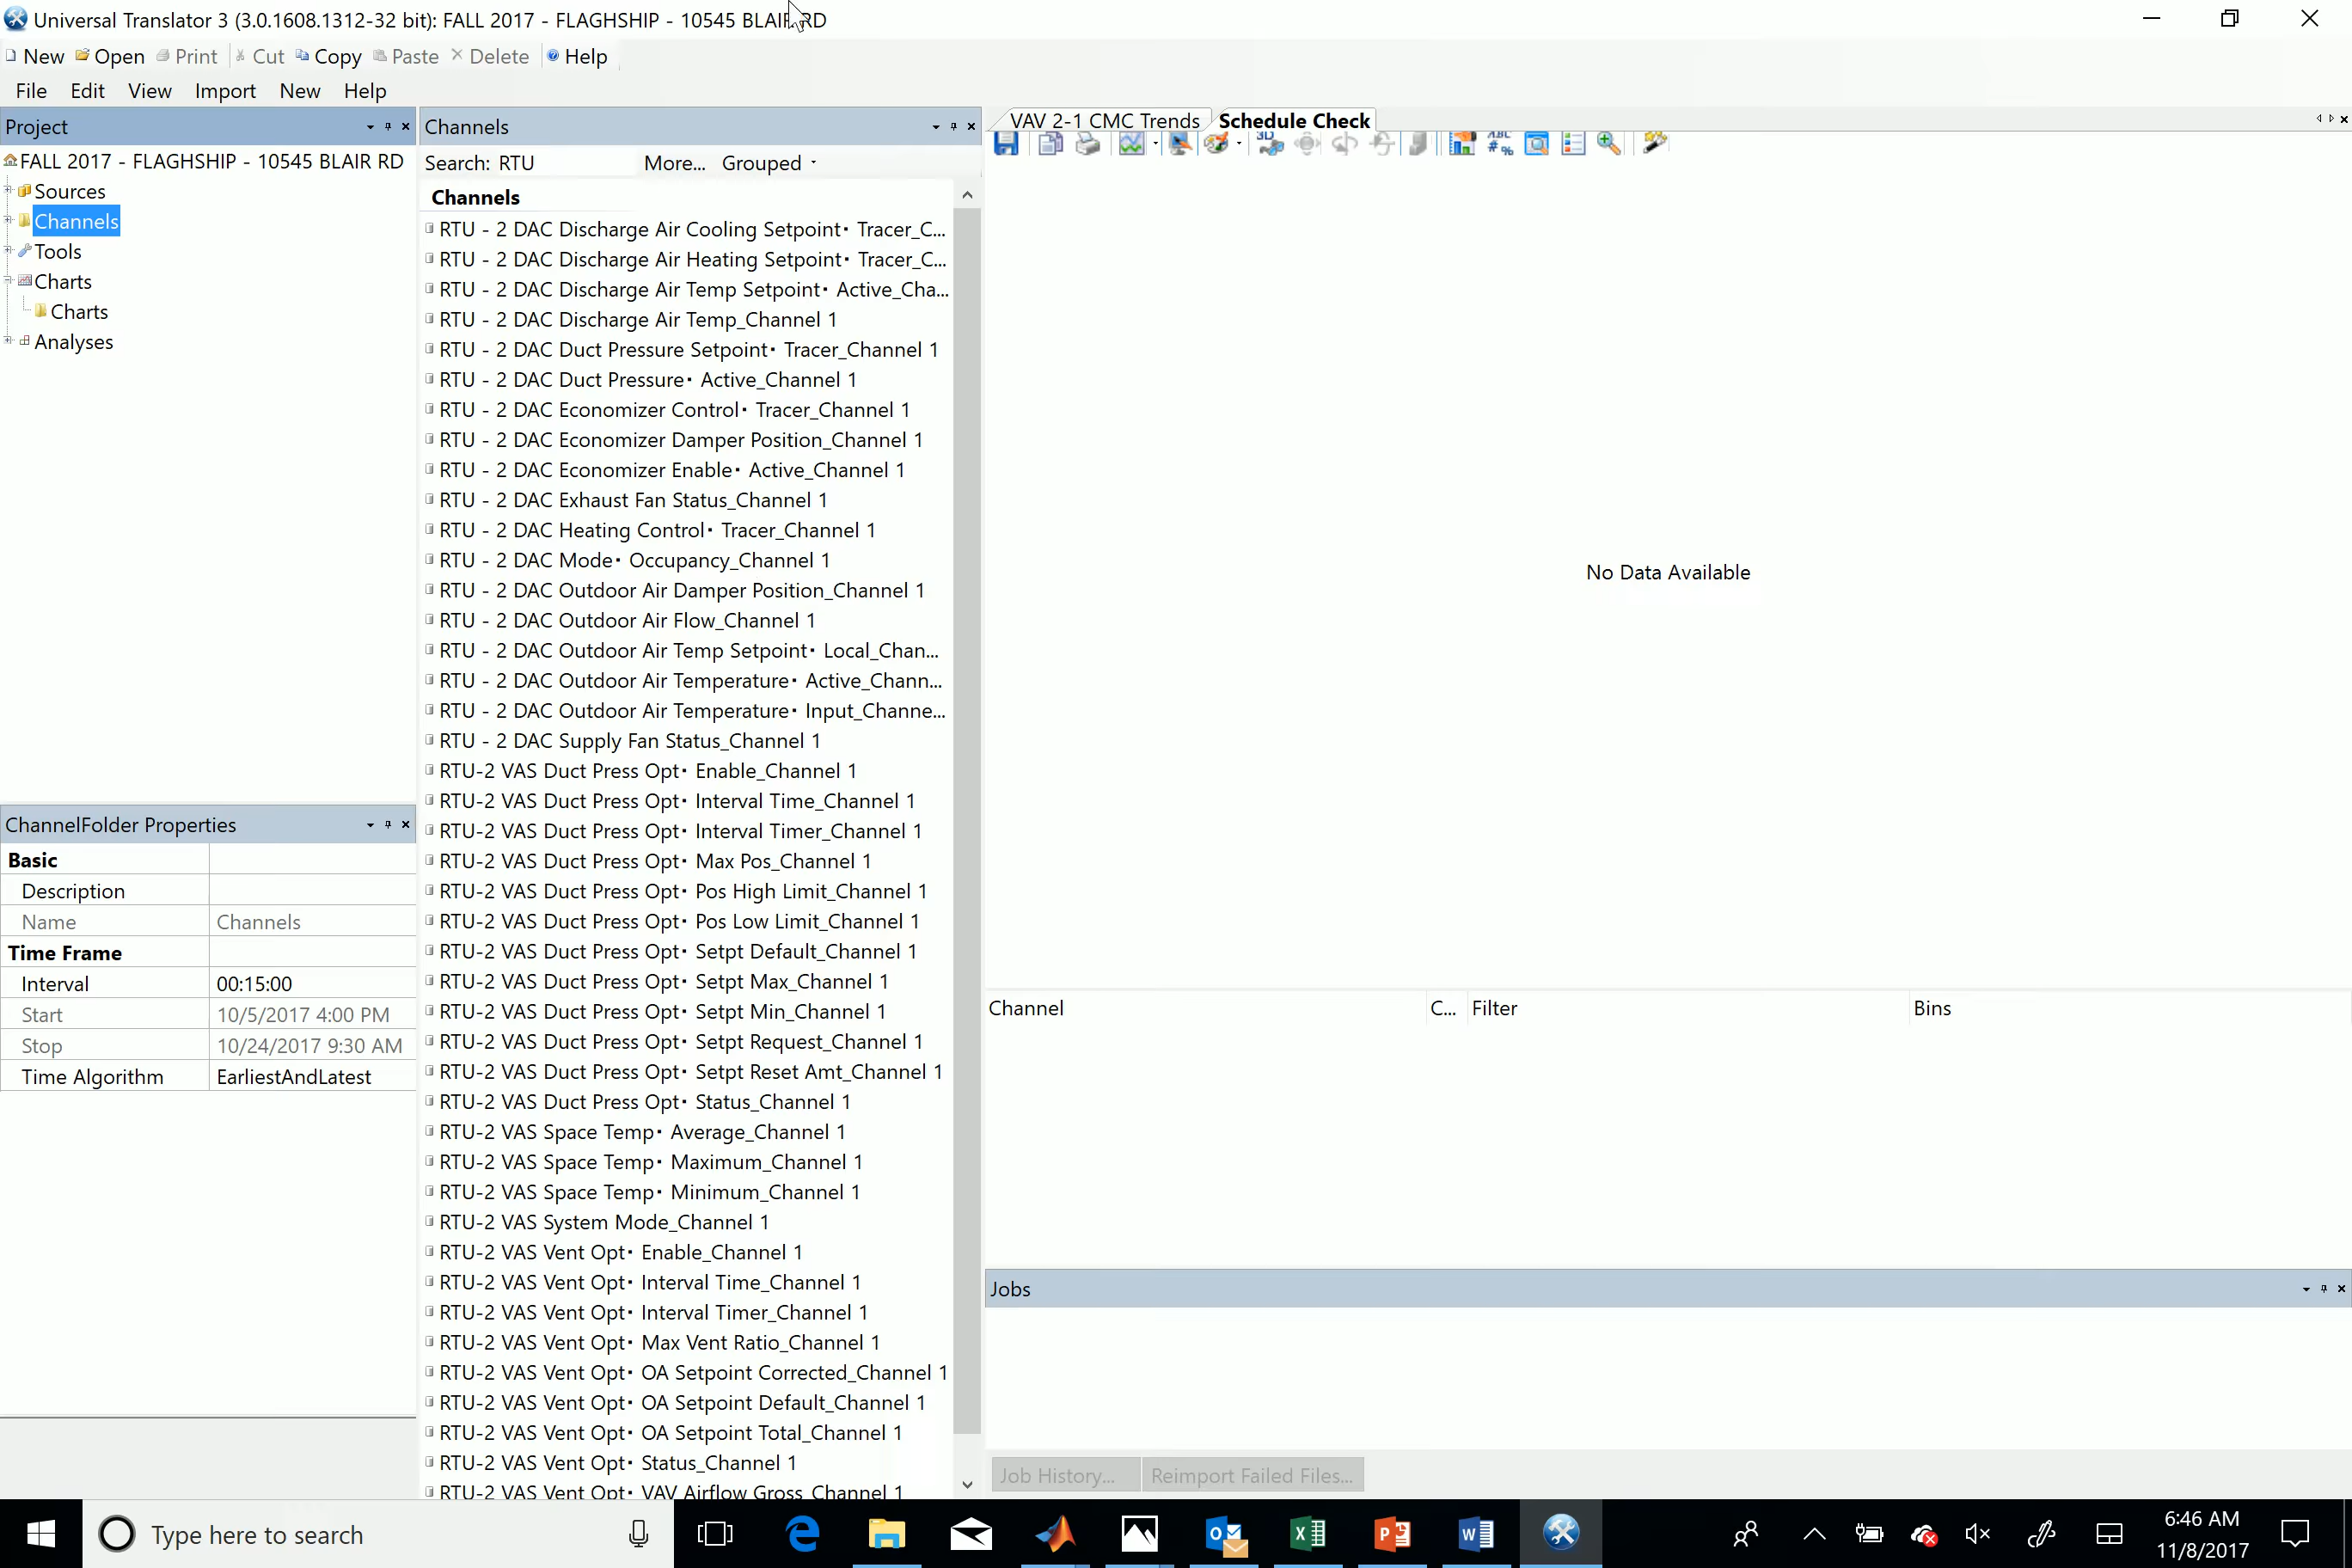 Universal Translator 3 (3.0.1608.1312-32 bit): FALL 2017 - FLAGHSHIP - 10545 BLAIR RD
New Open Print Cut Copy Paste Delete Help
File Edit View Import New Help
Project
FALL 2017 - FLAGHSHIP - 10545 BLAIR RD
Sources
Channels
Tools
Charts
Charts
Analyses
ChannelFolder Properties
Basic
Description
Name Channels
Time Frame
Interval 00:15:00
Start 10/5/2017 4:00 PM
Stop 10/24/2017 9:30 AM
Time Algorithm EarliestAndLatest
Channels
Search: RTU More... Grouped
Channels
RTU - 2 DAC Discharge Air Cooling Setpoint· Tracer_C...
RTU - 2 DAC Discharge Air Heating Setpoint· Tracer_C...
RTU - 2 DAC Discharge Air Temp Setpoint· Active_Cha...
RTU - 2 DAC Discharge Air Temp_Channel 1
RTU - 2 DAC Duct Pressure Setpoint· Tracer_Channel 1
RTU - 2 DAC Duct Pressure· Active_Channel 1
RTU - 2 DAC Economizer Control· Tracer_Channel 1
RTU - 2 DAC Economizer Damper Position_Channel 1
RTU - 2 DAC Economizer Enable· Active_Channel 1
RTU - 2 DAC Exhaust Fan Status_Channel 1
RTU - 2 DAC Heating Control· Tracer_Channel 1
RTU - 2 DAC Mode· Occupancy_Channel 1
RTU - 2 DAC Outdoor Air Damper Position_Channel 1
RTU - 2 DAC Outdoor Air Flow_Channel 1
RTU - 2 DAC Outdoor Air Temp Setpoint· Local_Chan...
RTU - 2 DAC Outdoor Air Temperature· Active_Chann...
RTU - 2 DAC Outdoor Air Temperature· Input_Channe...
RTU - 2 DAC Supply Fan Status_Channel 1
RTU-2 VAS Duct Press Opt· Enable_Channel 1
RTU-2 VAS Duct Press Opt· Interval Time_Channel 1
RTU-2 VAS Duct Press Opt· Interval Timer_Channel 1
RTU-2 VAS Duct Press Opt· Max Pos_Channel 1
RTU-2 VAS Duct Press Opt· Pos High Limit_Channel 1
RTU-2 VAS Duct Press Opt· Pos Low Limit_Channel 1
RTU-2 VAS Duct Press Opt· Setpt Default_Channel 1
RTU-2 VAS Duct Press Opt· Setpt Max_Channel 1
RTU-2 VAS Duct Press Opt· Setpt Min_Channel 1
RTU-2 VAS Duct Press Opt· Setpt Request_Channel 1
RTU-2 VAS Duct Press Opt· Setpt Reset Amt_Channel 1
RTU-2 VAS Duct Press Opt· Status_Channel 1
RTU-2 VAS Space Temp· Average_Channel 1
RTU-2 VAS Space Temp· Maximum_Channel 1
RTU-2 VAS Space Temp· Minimum_Channel 1
RTU-2 VAS System Mode_Channel 1
RTU-2 VAS Vent Opt· Enable_Channel 1
RTU-2 VAS Vent Opt· Interval Time_Channel 1
RTU-2 VAS Vent Opt· Interval Timer_Channel 1
RTU-2 VAS Vent Opt· Max Vent Ratio_Channel 1
RTU-2 VAS Vent Opt· OA Setpoint Corrected_Channel 1
RTU-2 VAS Vent Opt· OA Setpoint Default_Channel 1
RTU-2 VAS Vent Opt· OA Setpoint Total_Channel 1
RTU-2 VAS Vent Opt· Status_Channel 1
RTU-2 VAS Vent Opt· VAV Airflow Gross_Channel 1
VAV 2-1 CMC Trends Schedule Check
No Data Available
Channel C... Filter Bins
Jobs
Job History... Reimport Failed Files...
Type here to search
6:46 AM
11/8/2017